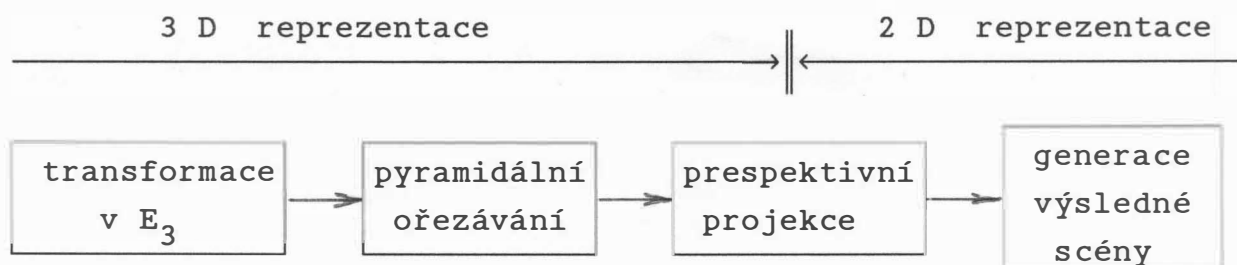 3 D reprezentace
2 D reprezentace
transformace
v E3
pyramidální
ořezávání
prespektivní
projekce
generace
výsledné
scény